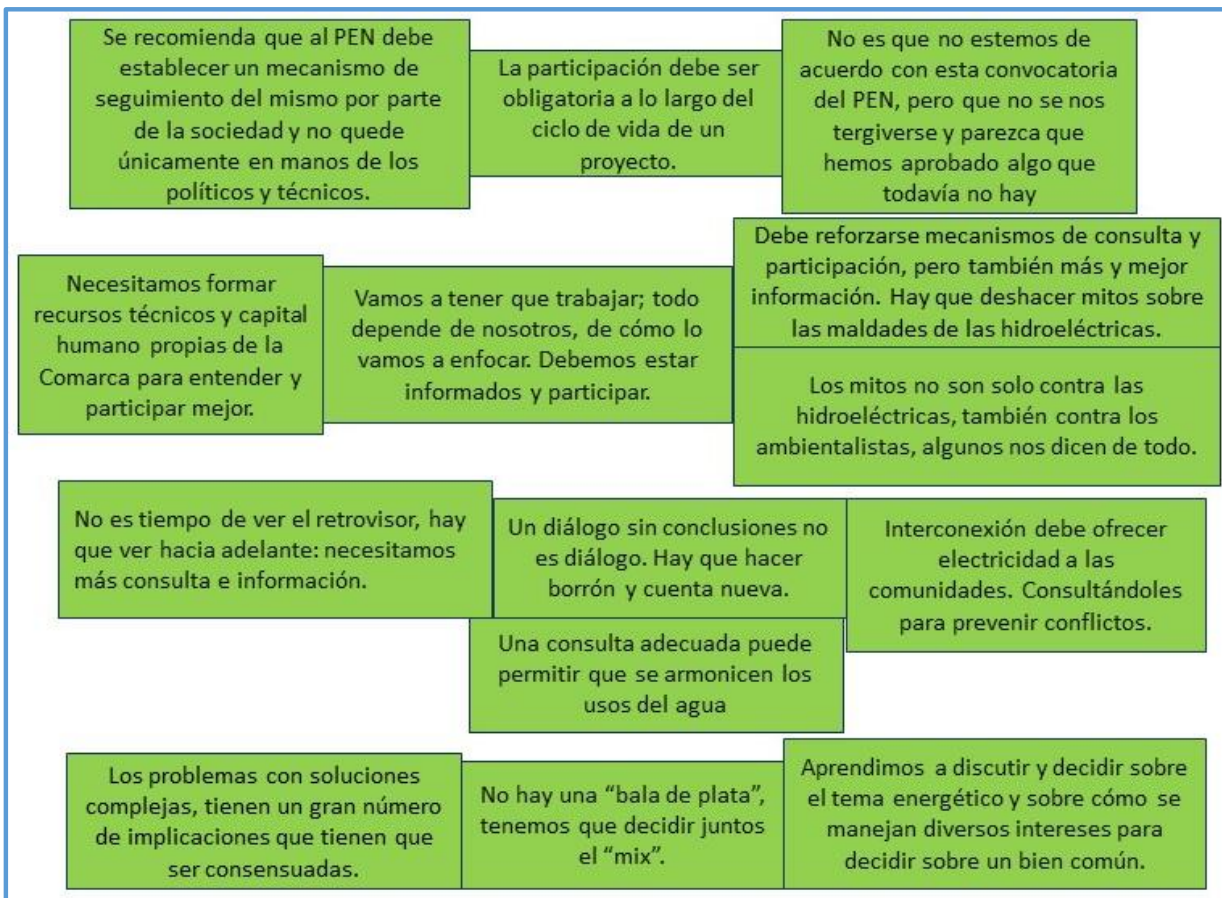 Se recomienda que al PEN debe
establecer un mecanismo de
seguimiento del mismo por parte
de la sociedad y no quede
únicamente en manos de los
políticos y técnicos.
La participación debe ser
obligatoria a lo largo del
ciclo de vida de un
proyecto.
No es que no estemos de
acuerdo con esta convocatoria
del PEN, pero que no se nos
tergiverse y parezca que
hemos aprobado algo que
todavía no hay
Necesitamos formar
recursos técnicos y capital
humano propias de la
Comarca para entender y
participar mejor.
Vamos a tener que trabajar; todo
depende de nosotros, de cómo lo
vamos a enfocar. Debemos estar
informados y participar.
Debe reforzarse mecanismos de consulta y
participación, pero también más y mejor
información. Hay que deshacer mitos sobre
las maldades de las hidroeléctricas.
Los mitos no son solo contra las
hidroeléctricas, también contra los
ambientalistas, algunos nos dicen de todo.
No es tiempo de ver el retrovisor, hay
que ver hacia adelante: necesitamos
más consulta e información.
Un diálogo sin conclusiones no
es diálogo. Hay que hacer
borrón y cuenta nueva.
Interconexión debe ofrecer
electricidad a las
comunidades. Consultándoles
para prevenir conflictos.
Una consulta adecuada puede
permitir que se armonicen los
usos del agua
Los problemas con soluciones
complejas, tienen un gran número
de implicaciones que tienen que
ser consensuadas.
No hay una “bala de plata”,
tenemos que decidir juntos
el “mix”.
Aprendimos a discutir y decidir sobre
el tema energético y sobre cómo se
manejan diversos intereses para
decidir sobre un bien común.